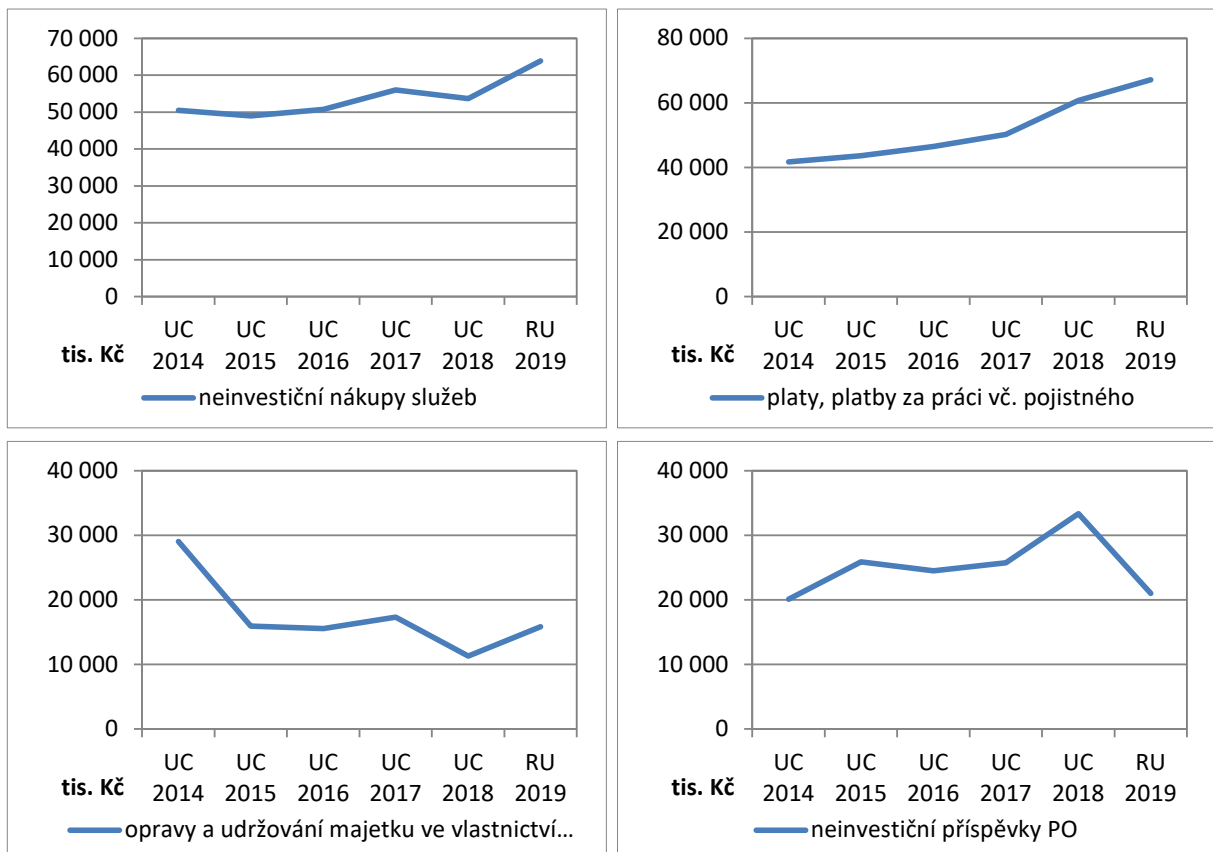 70 000
60 000
50 000
40 000
30 000
20 000
10 000
0
UC UC UC UC UC RU
tis. Kč 2014 2015 2016 2017 2018 2019
neinvestiční nákupy služeb
80 000
60 000
40 000
20 000
0
UC UC UC UC UC RU
tis. Kč 2014 2015 2016 2017 2018 2019
platy, platby za práci vč. pojistného
40 000
30 000
20 000
10 000
0
UC UC UC UC UC RU
tis. Kč 2014 2015 2016 2017 2018 2019
opravy a udržování majetku ve vlastnictví...
40 000
30 000
20 000
10 000
0
UC UC UC UC UC RU
tis. Kč 2014 2015 2016 2017 2018 2019
neinvestiční příspěvky PO